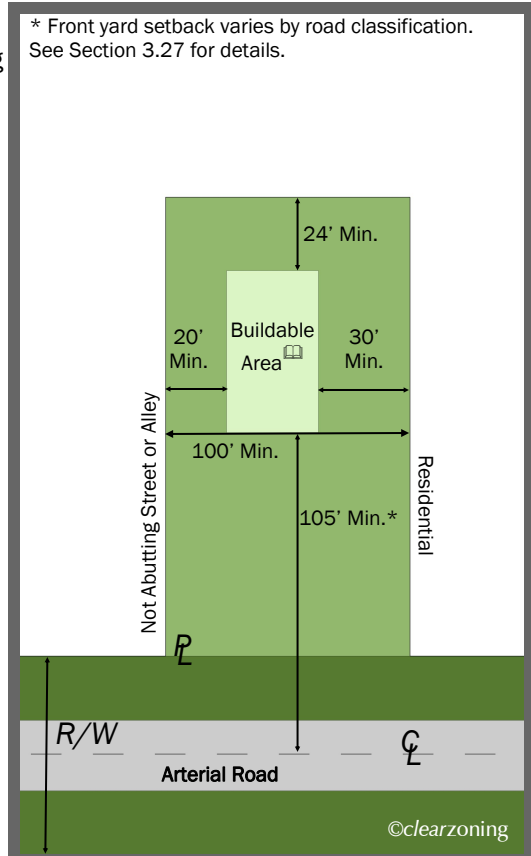 * Front yard setback varies by road classification.
See Section 3.27 for details.
24’ Min.
20’
Min.
Buildable
Area
30’
Min.
100’ Min.
Not Abutting Street or Alley
Residential
105’ Min.*
PL
R/W
CL
Arterial Road
©clearzoning